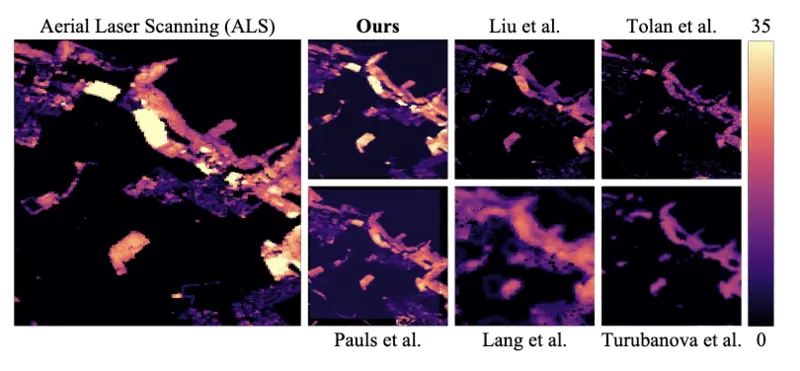 Aerial Laser Scanning (ALS) Ours Liu et al. Tolan et al. 35
Pauls et al. Lang et al. Turubanova et al. 0